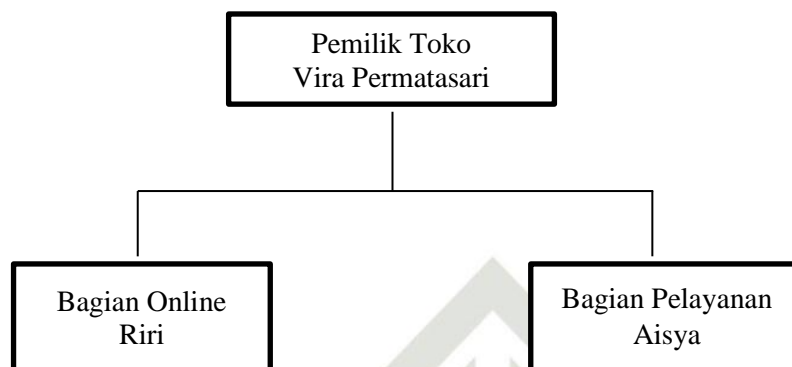 Pemilik Toko
Vira Permatasari
Bagian Online
Riri
Bagian Pelayanan
Aisya